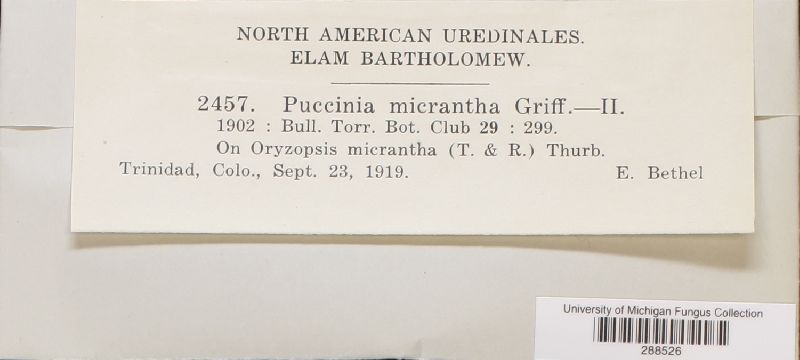 NORTH AMERICAN UREDINALES.
ELAM BARTHOLOMEW.
2457. Puccinia micrantha Griff.—II.
1902 : Bull. Torr. Bot. Club 29 : 299.
On Oryzopsis micrantha (T. & R.) Thurb.
Trinidad, Colo., Sept. 23, 1919. E. Bethel
University of Michigan Fungus Collection
288526